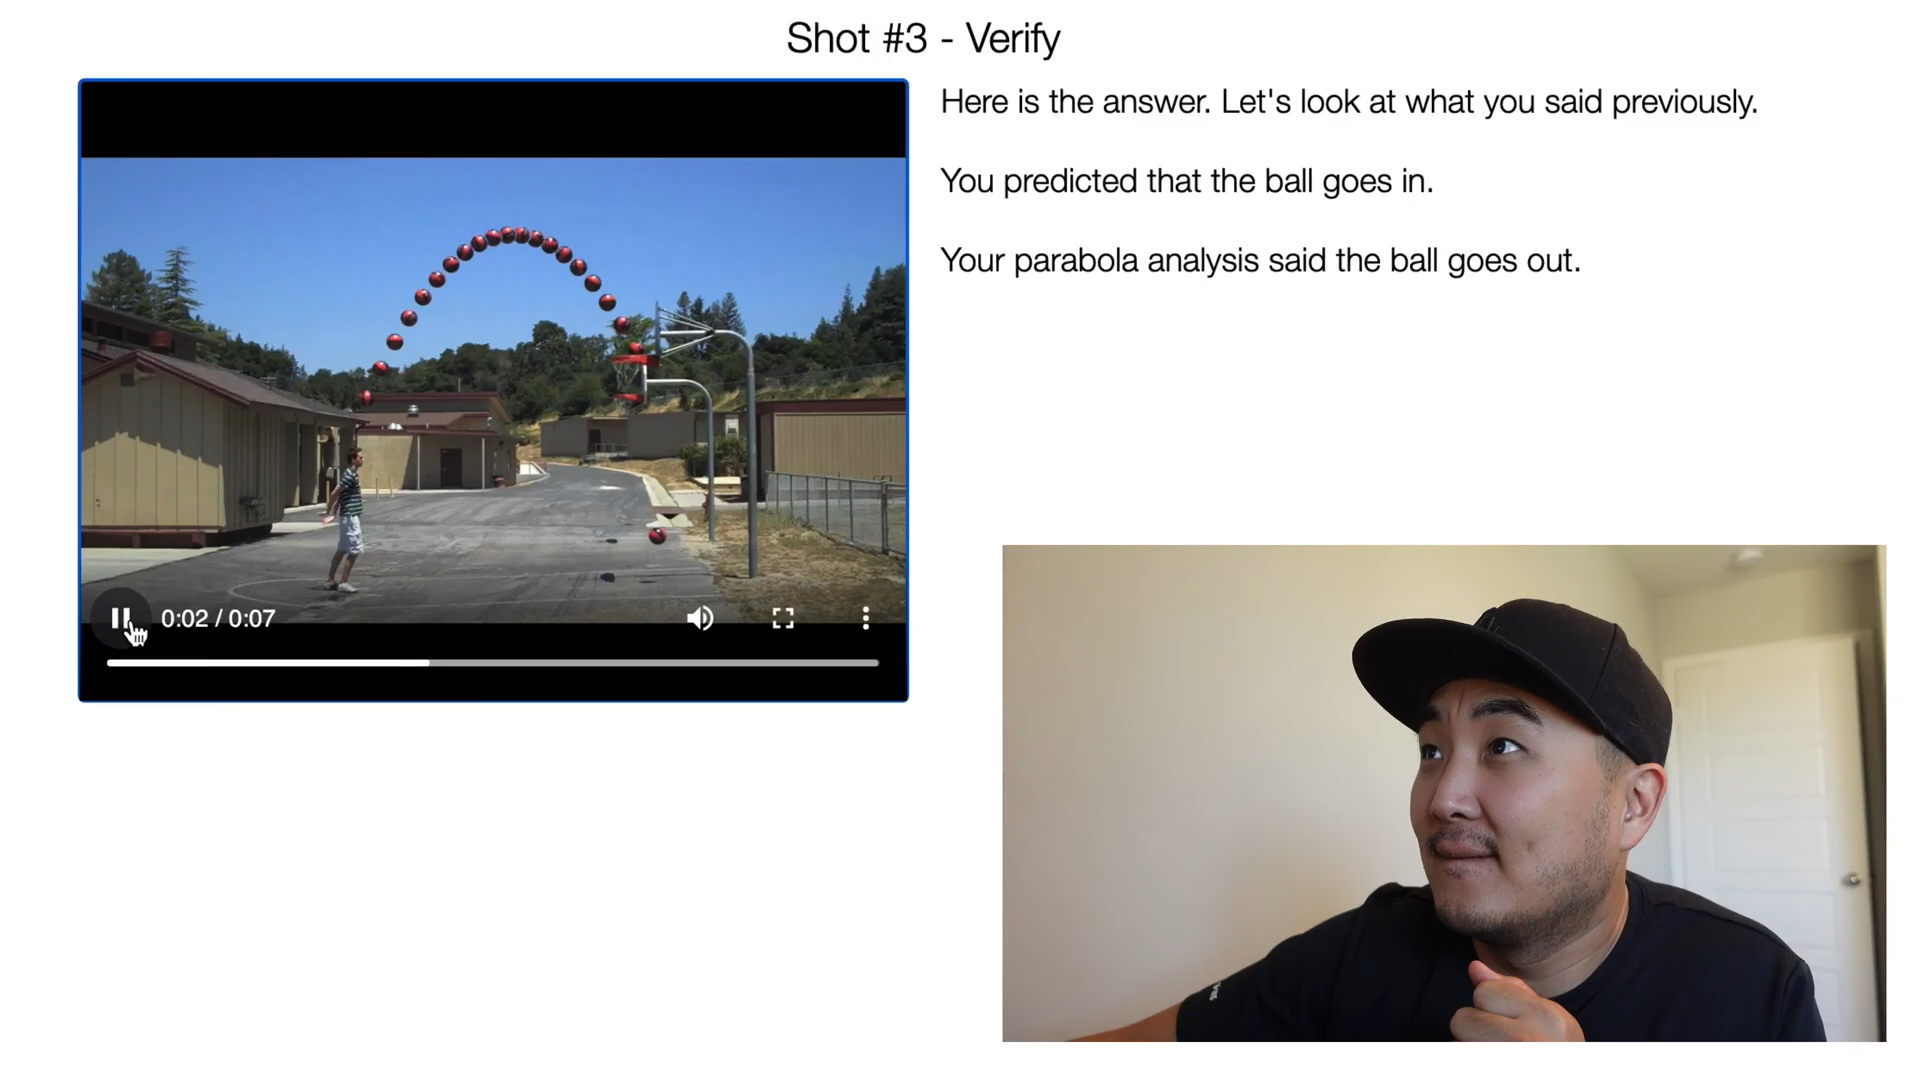 Shot #3 - Verify
Here is the answer. Let's look at what you said previously.
You predicted that the ball goes in.
Your parabola analysis said the ball goes out.
0:02 / 0:07